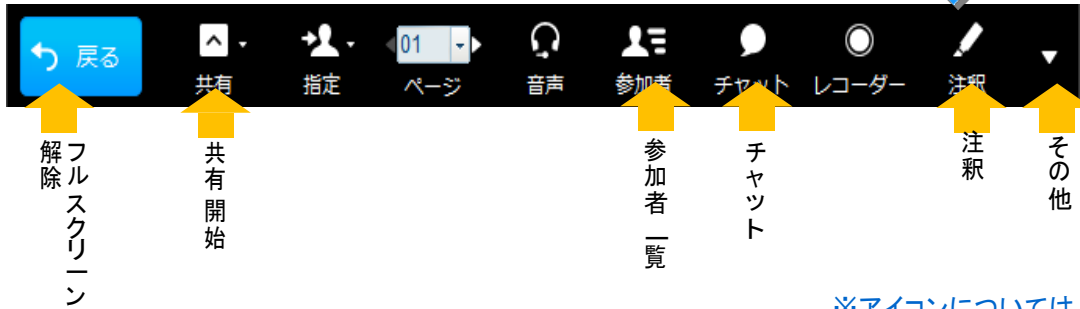 戻る
共有
指定
01
ページ
音声
参加者
チャット
レコーダー
注釈
フルスクリーン
解除
共有開始
参加者一覧
チャット
注釈
その他
※アイコンについては